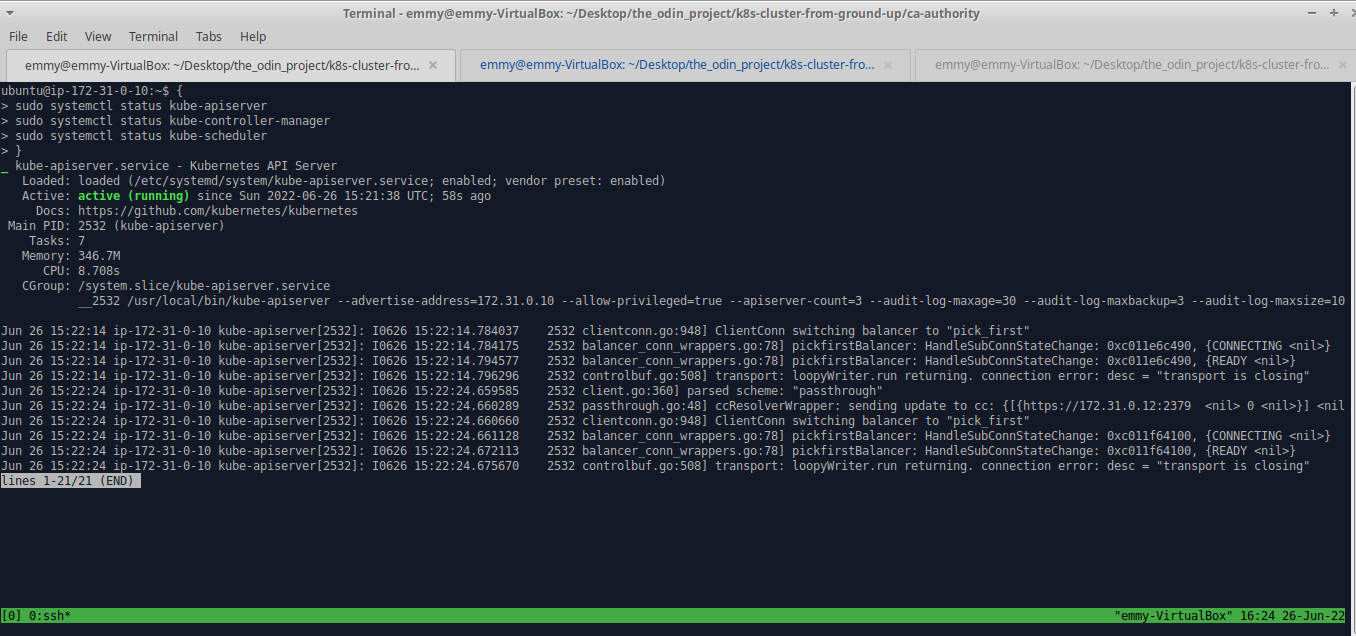 Terminal - emmy@emmy-VirtualBox: ~/Desktop/the_odin_project/k8s-cluster-from-ground-up/ca-authority
File Edit View Terminal Tabs Help
emmy@emmy-VirtualBox: ~/Desktop/the_odin_project/k8s-cluster-fro... × emmy@emmy-VirtualBox: ~/Desktop/the_odin_project/k8s-cluster-fro... × emmy@emmy-VirtualBox: ~/Desktop/the_odin_project/k8s-cluster-fro... ×
ubuntu@ip-172-31-0-10:~$ {
> sudo systemctl status kube-apiserver
> sudo systemctl status kube-controller-manager
> sudo systemctl status kube-scheduler
> }
_ kube-apiserver.service - Kubernetes API Server
Loaded: loaded (/etc/systemd/system/kube-apiserver.service; enabled; vendor preset: enabled)
Active: active (running) since Sun 2022-06-26 15:21:38 UTC; 58s ago
Docs: https://github.com/kubernetes/kubernetes
Main PID: 2532 (kube-apiserver)
Tasks: 7
Memory: 346.7M
CPU: 8.708s
CGroup: /system.slice/kube-apiserver.service
__2532 /usr/local/bin/kube-apiserver --advertise-address=172.31.0.10 --allow-privileged=true --apiserver-count=3 --audit-log-maxage=30 --audit-log-maxbackup=3 --audit-log-maxsize=10
Jun 26 15:22:14 ip-172-31-0-10 kube-apiserver[2532]: I0626 15:22:14.784037    2532 clientconn.go:948] ClientConn switching balancer to "pick_first"
Jun 26 15:22:14 ip-172-31-0-10 kube-apiserver[2532]: I0626 15:22:14.784175    2532 balancer_conn_wrappers.go:78] pickfirstBalancer: HandleSubConnStateChange: 0xc011e6c490, {CONNECTING <nil>}
Jun 26 15:22:14 ip-172-31-0-10 kube-apiserver[2532]: I0626 15:22:14.794577    2532 balancer_conn_wrappers.go:78] pickfirstBalancer: HandleSubConnStateChange: 0xc011e6c490, {READY <nil>}
Jun 26 15:22:14 ip-172-31-0-10 kube-apiserver[2532]: I0626 15:22:14.796296    2532 controlbuf.go:508] transport: loopyWriter.run returning. connection error: desc = "transport is closing"
Jun 26 15:22:24 ip-172-31-0-10 kube-apiserver[2532]: I0626 15:22:24.659585    2532 client.go:360] parsed scheme: "passthrough"
Jun 26 15:22:24 ip-172-31-0-10 kube-apiserver[2532]: I0626 15:22:24.660289    2532 passthrough.go:48] ccResolverWrapper: sending update to cc: {[{https://172.31.0.12:2379  <nil> 0 <nil>}] <nil
Jun 26 15:22:24 ip-172-31-0-10 kube-apiserver[2532]: I0626 15:22:24.660660    2532 clientconn.go:948] ClientConn switching balancer to "pick_first"
Jun 26 15:22:24 ip-172-31-0-10 kube-apiserver[2532]: I0626 15:22:24.661128    2532 balancer_conn_wrappers.go:78] pickfirstBalancer: HandleSubConnStateChange: 0xc011f64100, {CONNECTING <nil>}
Jun 26 15:22:24 ip-172-31-0-10 kube-apiserver[2532]: I0626 15:22:24.672113    2532 balancer_conn_wrappers.go:78] pickfirstBalancer: HandleSubConnStateChange: 0xc011f64100, {READY <nil>}
Jun 26 15:22:24 ip-172-31-0-10 kube-apiserver[2532]: I0626 15:22:24.675670    2532 controlbuf.go:508] transport: loopyWriter.run returning. connection error: desc = "transport is closing"
lines 1-21/21 (END)
[0] 0:ssh* "emmy-VirtualBox" 16:24 26-Jun-22